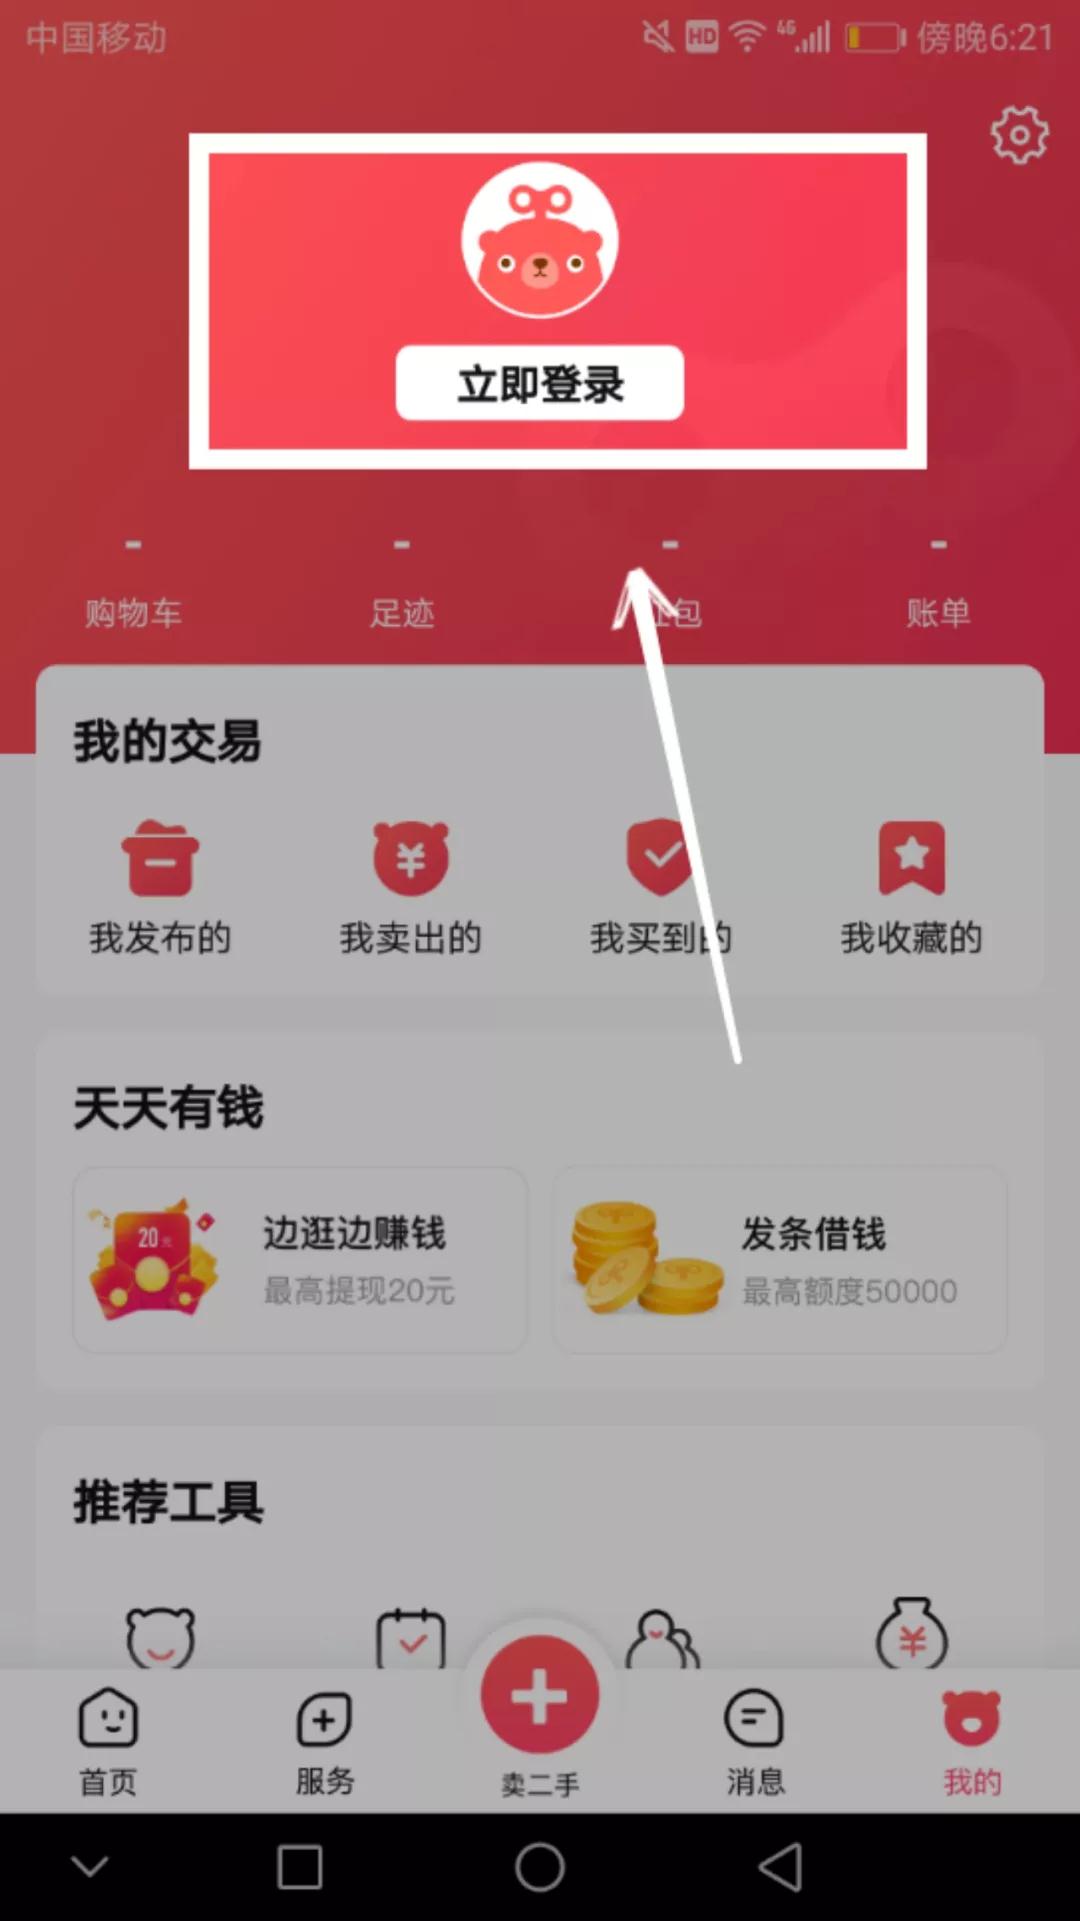 中国移动 HD 4G 傍晚6:21
立即登录
- - - -
购物车 足迹 包 账单
我的交易
我发布的 我卖出的 我买到的 我收藏的
天天有钱
20元
边逛边赚钱
最高提现20元
发条借钱
最高额度50000
推荐工具
首页 服务 卖二手 消息 我的